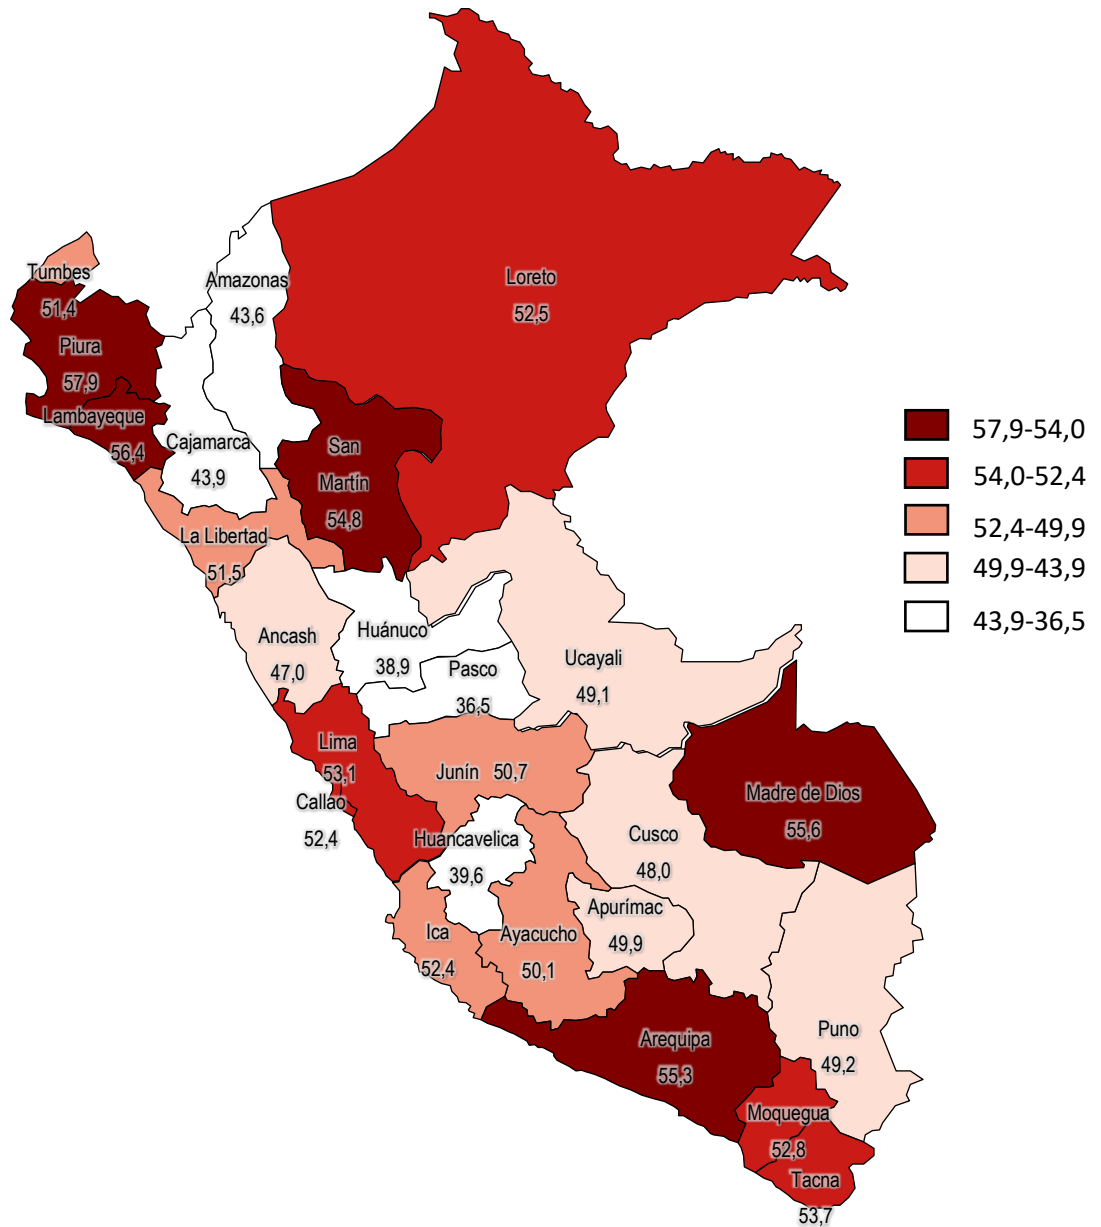 Tumbes
51,4
Piura
57,9
Lambayeque
56,4
Amazonas
43,6
Cajamarca
43,9
Loreto
52,5
San
Martín
54,8
La Libertad
51,5
Ancash
47,0
Huánuco
38,9
Pasco
36,5
Ucayali
49,1
Lima
53,1
Callao
52,4
Junín 50,7
Huancavelica
39,6
Madre de Dios
55,6
Cusco
48,0
Apurímac
49,9
Ica
52,4
Ayacucho
50,1
Arequipa
55,3
Puno
49,2
Moquegua
52,8
Tacna
53,7
57,9-54,0
54,0-52,4
52,4-49,9
49,9-43,9
43,9-36,5